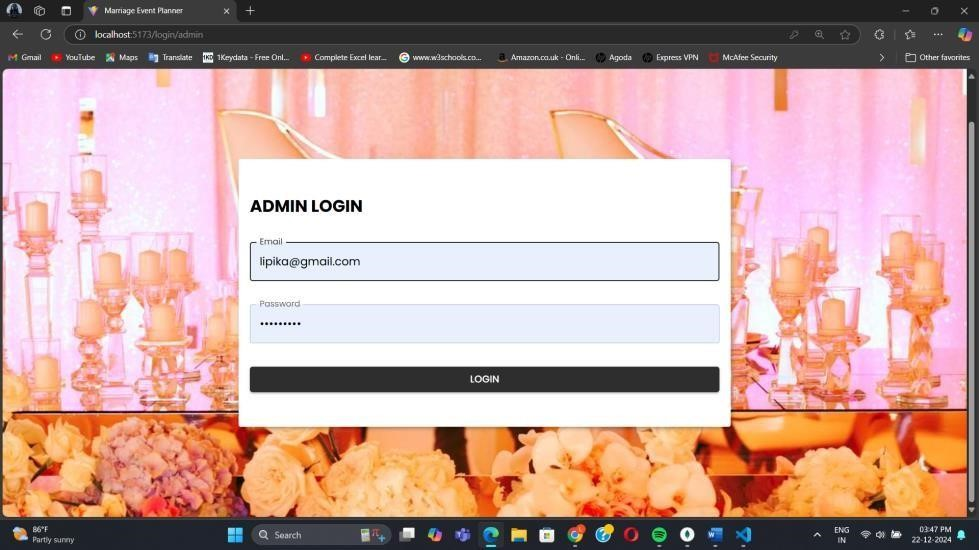 Marriage Event Planner
localhost:5173/login/admin
Gmail YouTube Maps Translate 1Keydata - Free Onl... Complete Excel lear... www.w3schools.co... Amazon.co.uk - Onli... Agoda Express VPN McAfee Security Other favorites
ADMIN LOGIN
Email
lipika@gmail.com
Password
•••••••••
LOGIN
86°F
Partly sunny
Search
ENG
IN
03:47 PM
22-12-2024